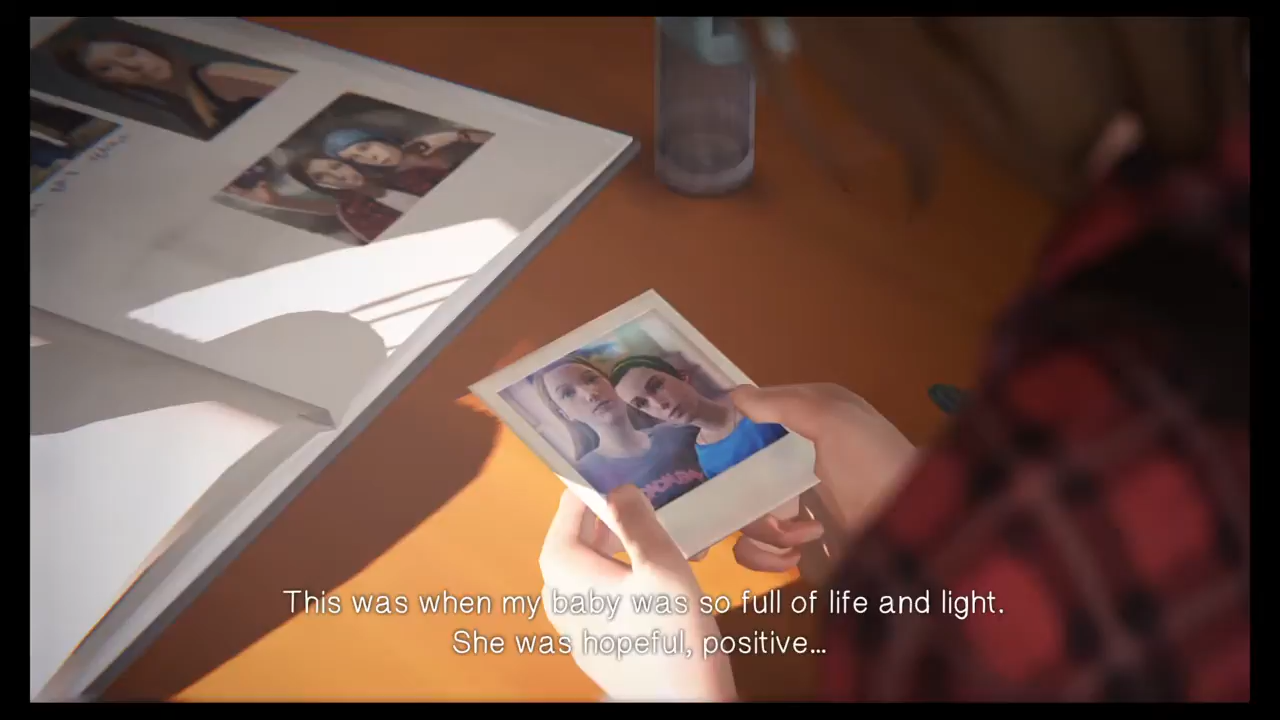 This was when my baby was so full of life and light.
She was hopeful, positive...